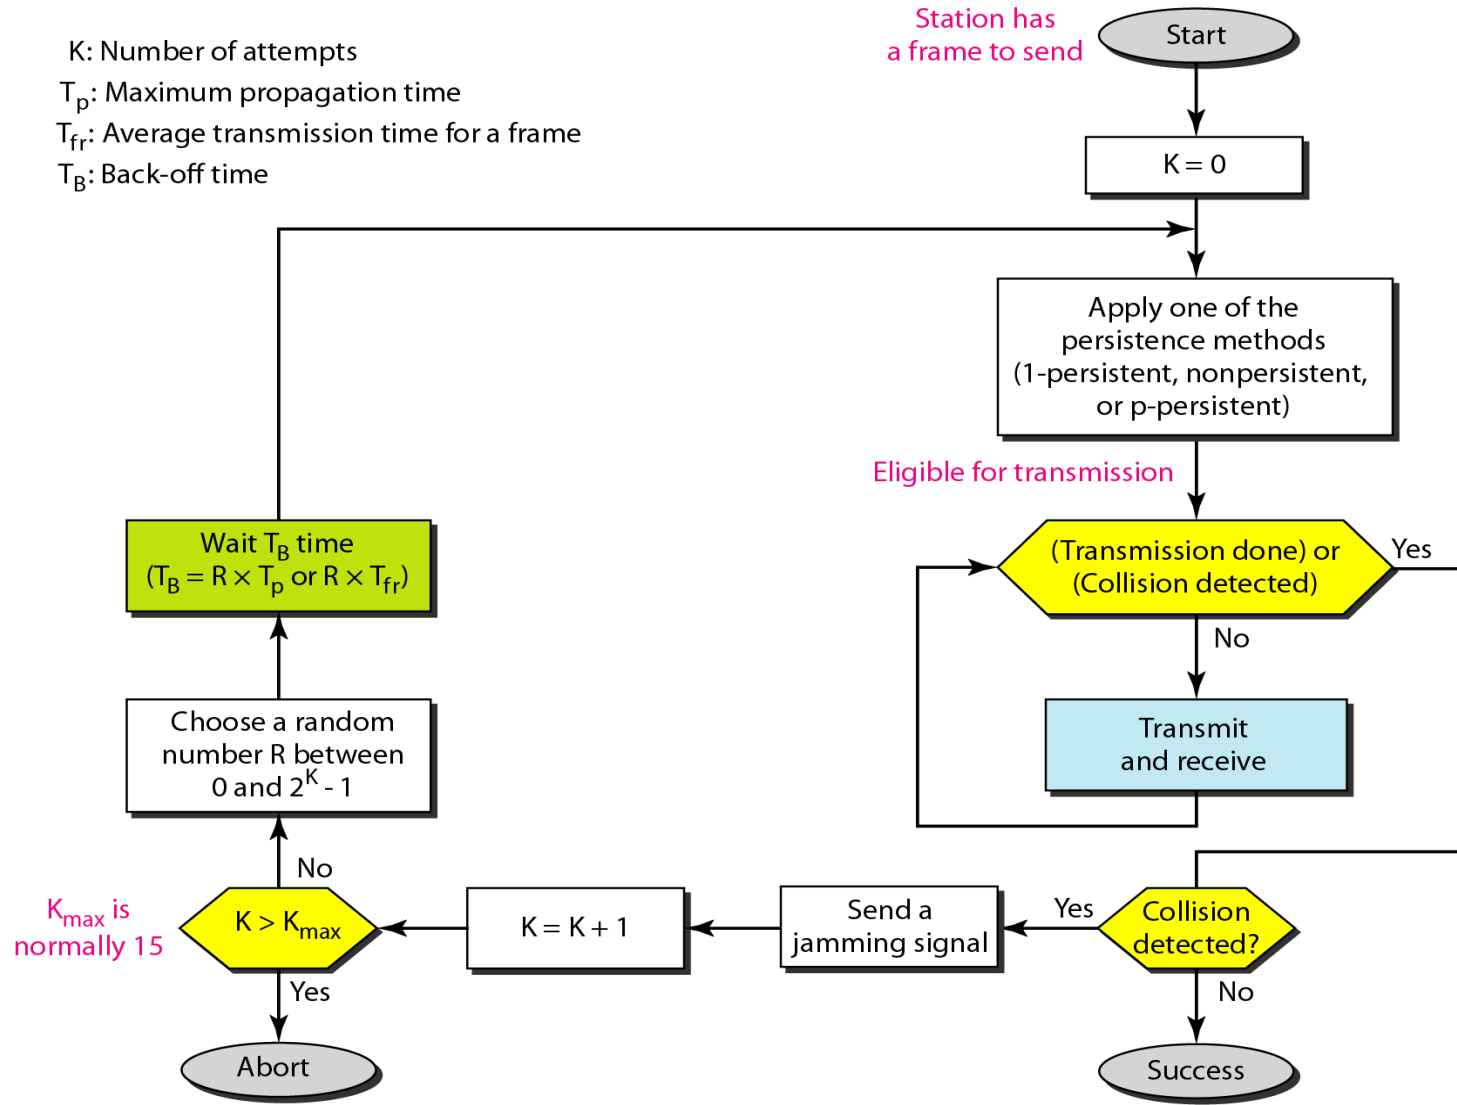 Station has
a frame to send
Start
K: Number of attempts
Tp: Maximum propagation time
Tfr: Average transmission time for a frame
TB: Back-off time
K = 0
Apply one of the
persistence methods
(1-persistent, nonpersistent,
or p-persistent)
Eligible for transmission
Wait TB time
(TB = R × Tp or R × Tfr)
(Transmission done) or
(Collision detected)
Yes
No
Choose a random
number R between
0 and 2^K - 1
Transmit
and receive
No
Kmax is
normally 15
K > Kmax
K = K + 1
Send a
jamming signal
Yes
Collision
detected?
Yes
No
Abort
Success